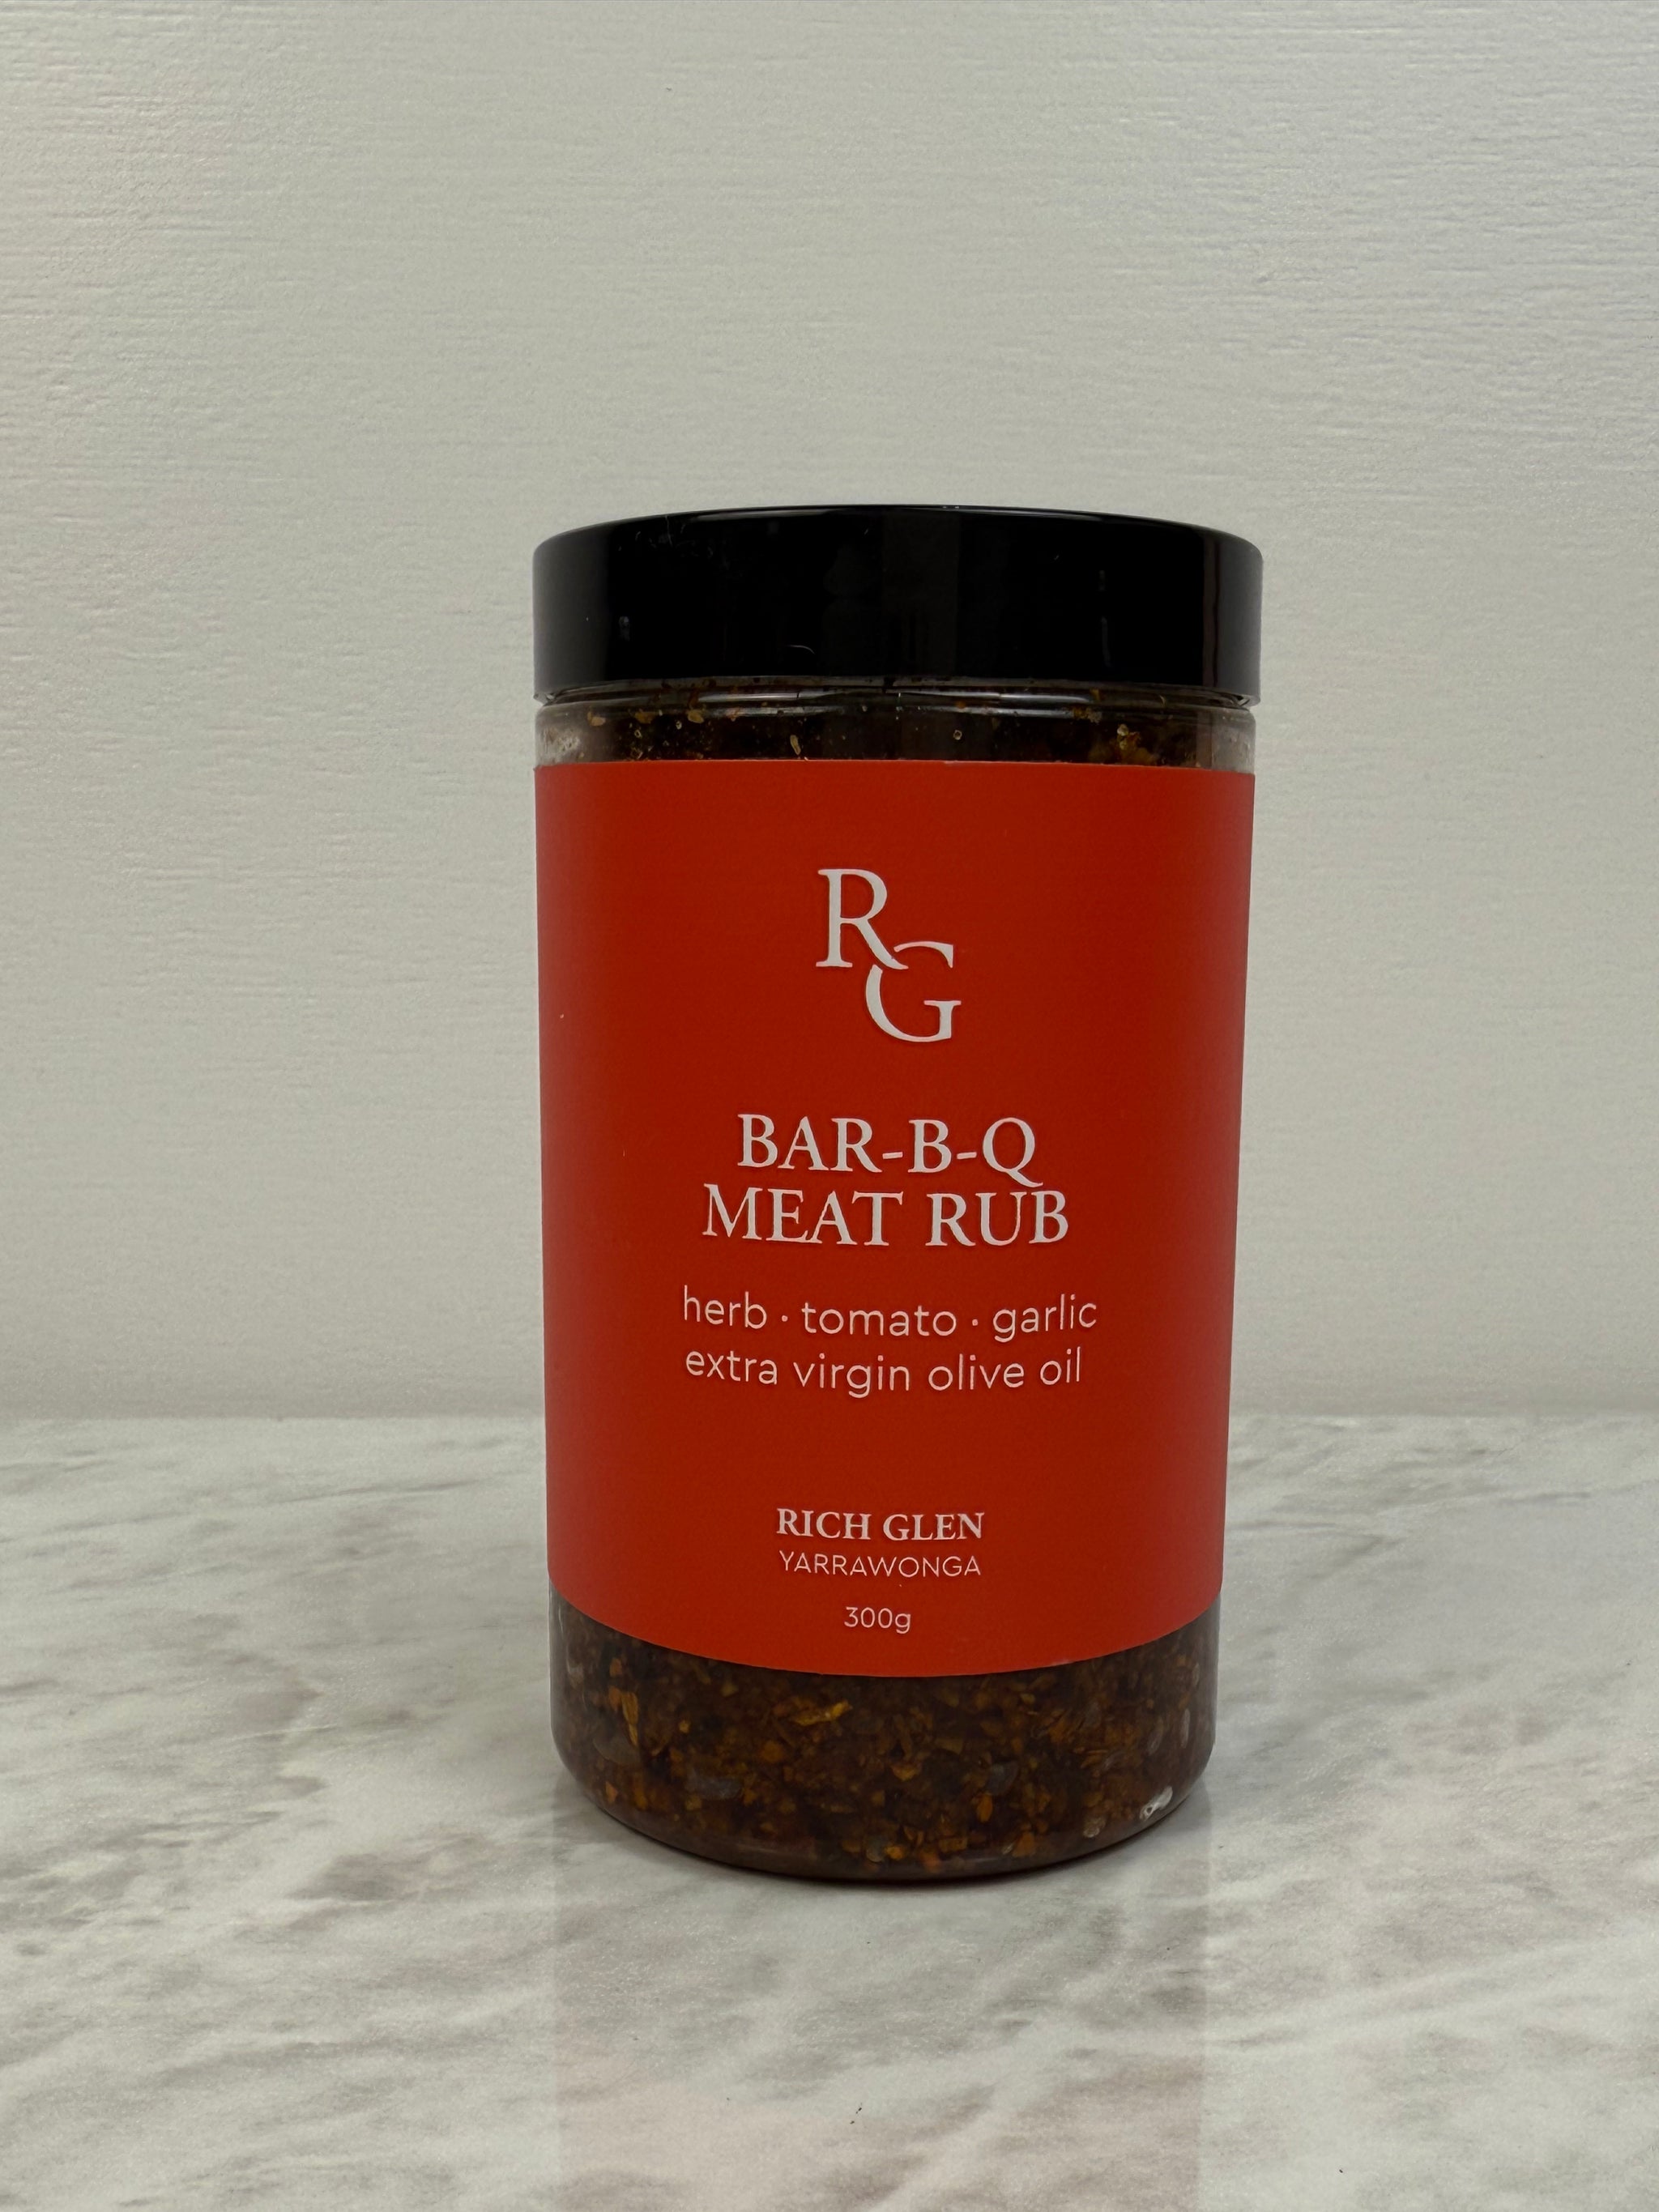 RG
BAR-B-Q
MEAT RUB
herb · tomato · garlic
extra virgin olive oil
RICH GLEN
YARRAWONGA
300g